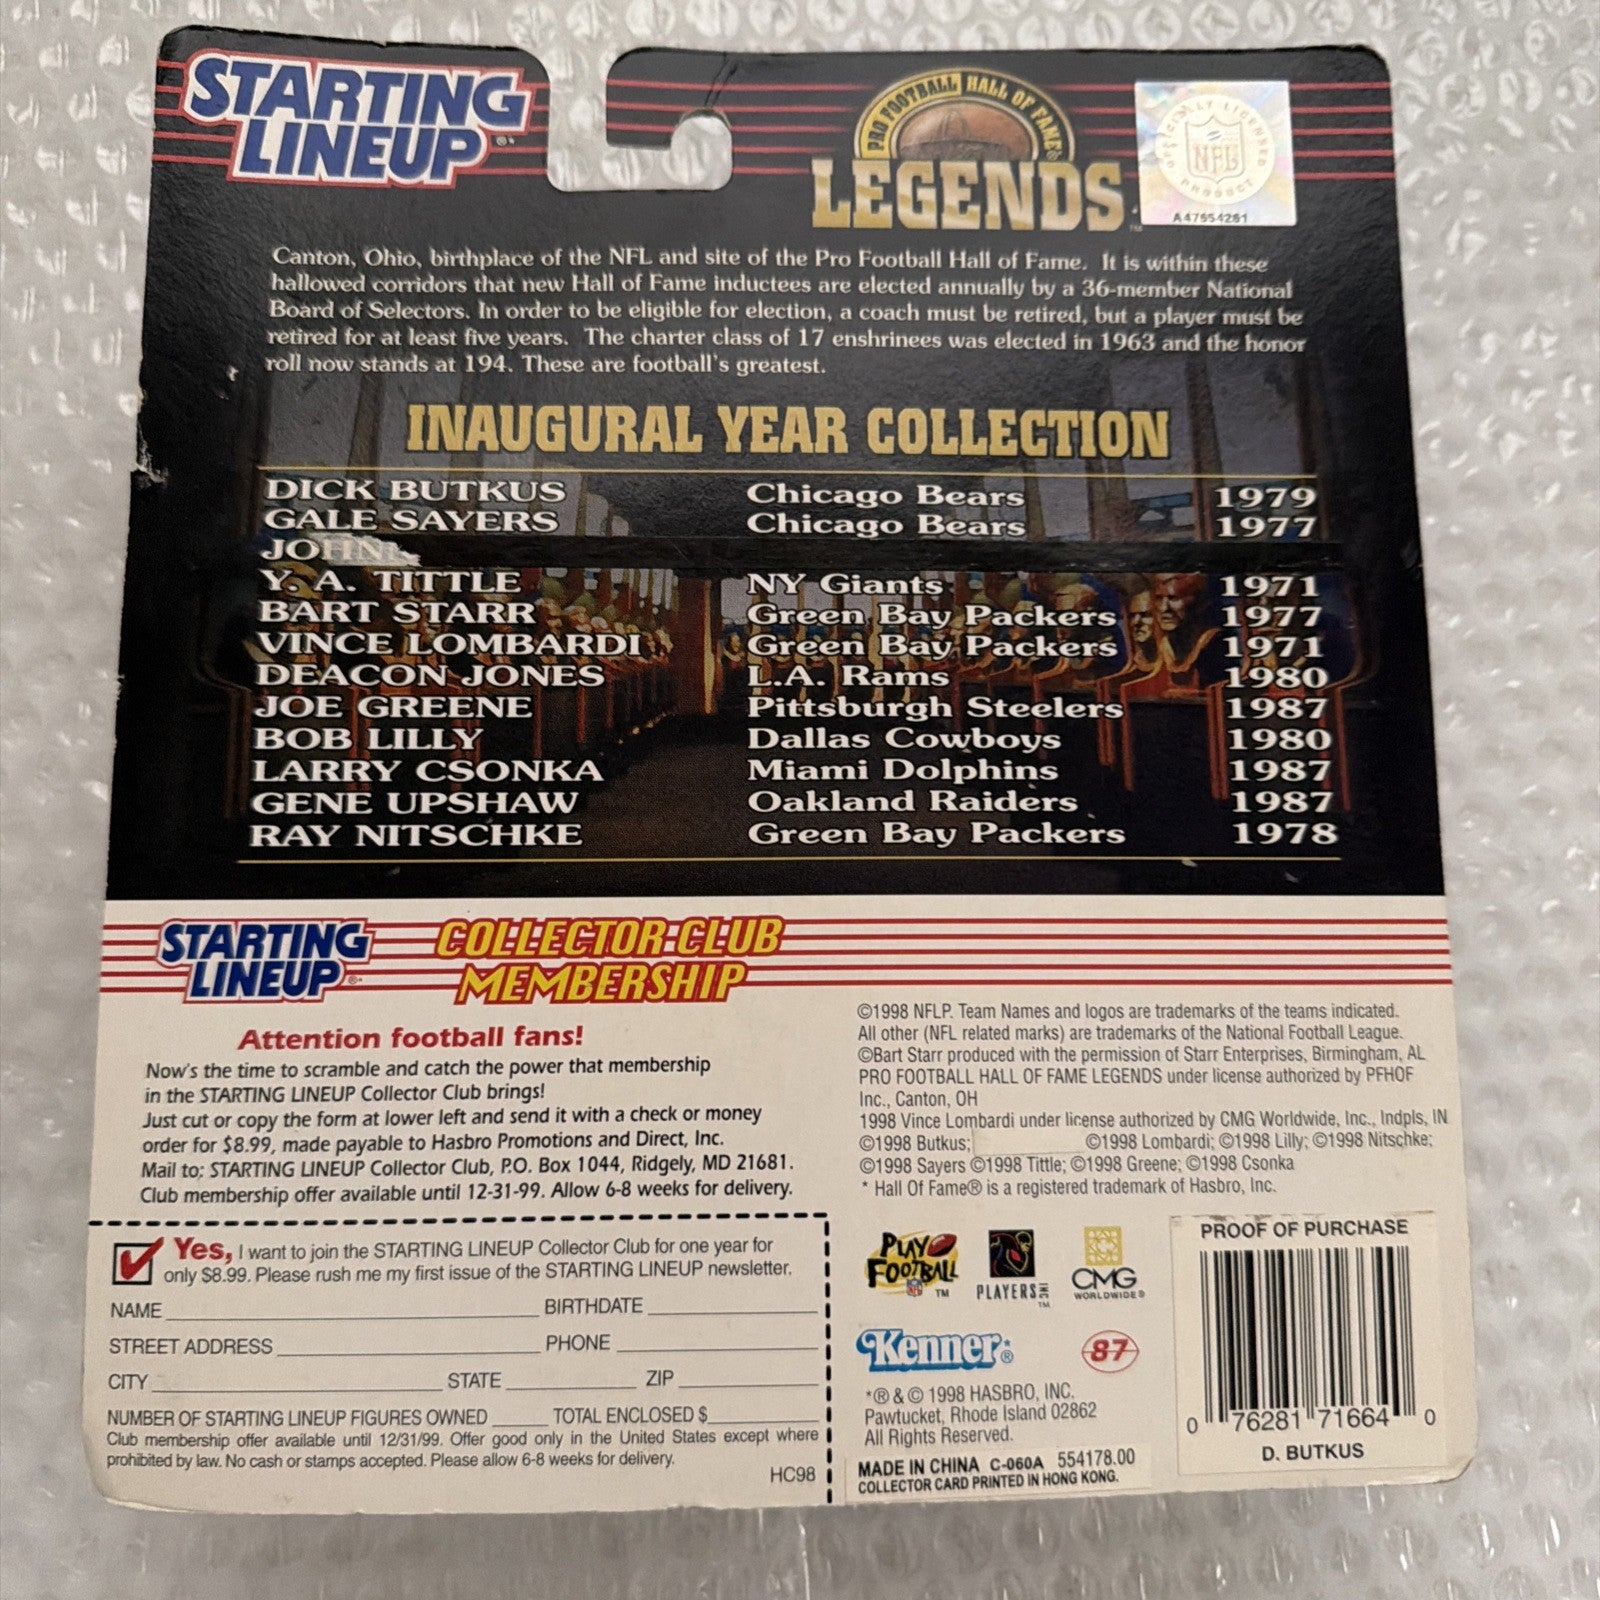 STARTING
LINEUP®
PRO FOOTBALL HALL OF FAME
LEGENDS™
OFFICIALLY LICENSED
NFL
PRODUCT
A47654261
Canton, Ohio, birthplace of the NFL and site of the Pro Football Hall of Fame. It is within these
hallowed corridors that new Hall of Fame inductees are elected annually by a 36-member National
Board of Selectors. In order to be eligible for election, a coach must be retired, but a player must be
retired for at least five years. The charter class of 17 enshrinees was elected in 1963 and the honor
roll now stands at 194. These are football's greatest.
INAUGURAL YEAR COLLECTION
DICK BUTKUS Chicago Bears 1979
GALE SAYERS Chicago Bears 1977
JOHN
Y. A. TITTLE NY Giants 1971
BART STARR Green Bay Packers 1977
VINCE LOMBARDI Green Bay Packers 1971
DEACON JONES L.A. Rams 1980
JOE GREENE Pittsburgh Steelers 1987
BOB LILLY Dallas Cowboys 1980
LARRY CSONKA Miami Dolphins 1987
GENE UPSHAW Oakland Raiders 1987
RAY NITSCHKE Green Bay Packers 1978
STARTING
LINEUP®
COLLECTOR CLUB
MEMBERSHIP
Attention football fans!
Now's the time to scramble and catch the power that membership
in the STARTING LINEUP Collector Club brings!
Just cut or copy the form at lower left and send it with a check or money
order for $8.99, made payable to Hasbro Promotions and Direct, Inc.
Mail to: STARTING LINEUP Collector Club, P.O. Box 1044, Ridgely, MD 21681.
Club membership offer available until 12-31-99. Allow 6-8 weeks for delivery.
Yes, I want to join the STARTING LINEUP Collector Club for one year for
only $8.99. Please rush me my first issue of the STARTING LINEUP newsletter.
NAME BIRTHDATE
STREET ADDRESS PHONE
CITY STATE ZIP
NUMBER OF STARTING LINEUP FIGURES OWNED TOTAL ENCLOSED $
Club membership offer available until 12/31/99. Offer good only in the United States except where
prohibited by law. No cash or stamps accepted. Please allow 6-8 weeks for delivery.
HC98
©1998 NFLP. Team Names and logos are trademarks of the teams indicated.
All other (NFL related marks) are trademarks of the National Football League.
©Bart Starr produced with the permission of Starr Enterprises, Birmingham, AL
PRO FOOTBALL HALL OF FAME LEGENDS under license authorized by PFHOF
Inc., Canton, OH
1998 Vince Lombardi under license authorized by CMG Worldwide, Inc., Indpls, IN
©1998 Butkus; ©1998 Lombardi; ©1998 Lilly; ©1998 Nitschke;
©1998 Sayers ©1998 Tittle; ©1998 Greene; ©1998 Csonka
* Hall Of Fame® is a registered trademark of Hasbro, Inc.
PLAY
FOOTBALL™
NFL
PLAYERS INC™
CMG
WORLDWIDE®
Kenner*®
87
*® & © 1998 HASBRO, INC.
Pawtucket, Rhode Island 02862
All Rights Reserved.
MADE IN CHINA C-060A 554178.00
COLLECTOR CARD PRINTED IN HONG KONG.
PROOF OF PURCHASE
0 76281 71664 0
D. BUTKUS